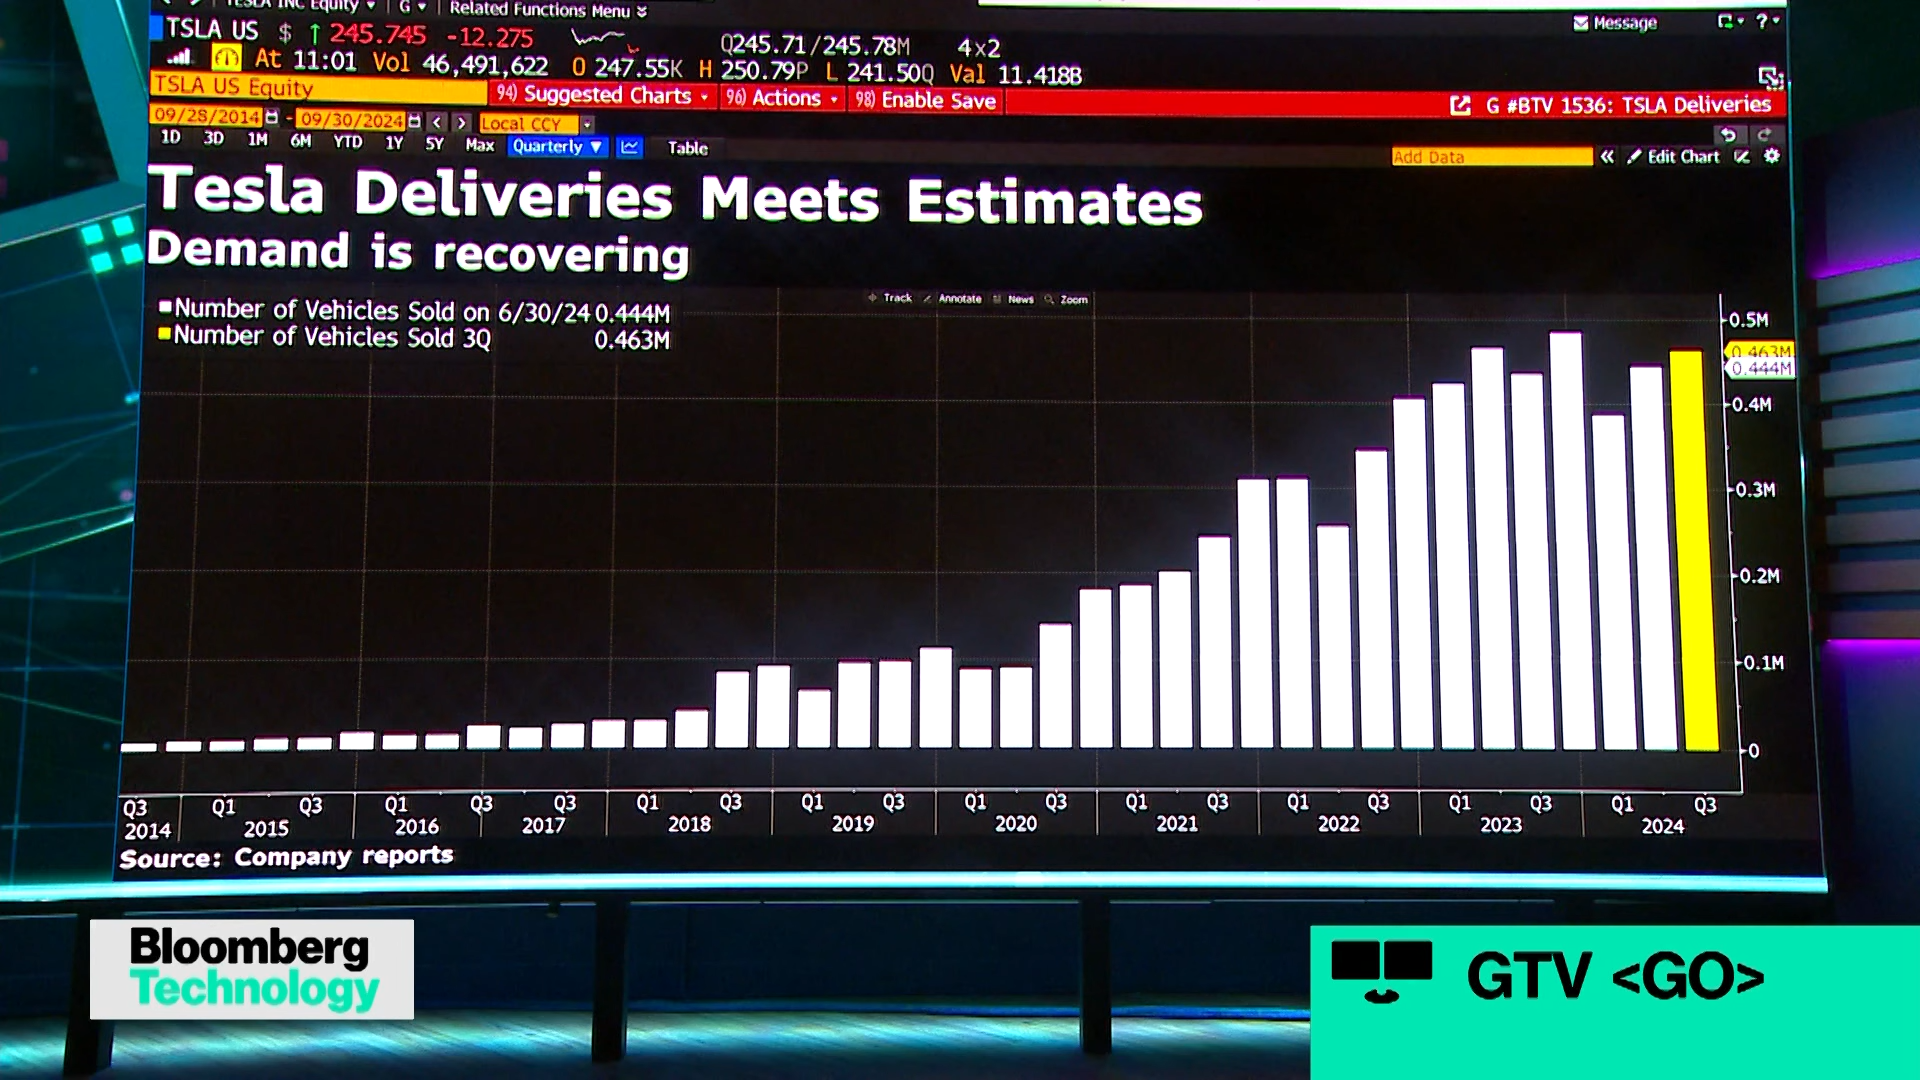 TESLA INC Equity G Related Functions Menu
TSLA US $ ↑ 245.745 -12.275 Q245.71/245.78M 4x2 Message ?
At 11:01 Vol 46,491,622 O 247.55K H 250.79P L 241.50Q Val 11.418B
TSLA US Equity 94) Suggested Charts 96) Actions 98) Enable Save G #BTV 1536: TSLA Deliveries
09/28/2014 - 09/30/2024 < > Local CCY
1D 3D 1M 6M YTD 1Y 5Y Max Quarterly ▼ Table Add Data « Edit Chart
Tesla Deliveries Meets Estimates
Demand is recovering
Track Annotate News Zoom
Number of Vehicles Sold on 6/30/24 0.444M
Number of Vehicles Sold 3Q 0.463M
0.5M
0.463M
0.444M
0.4M
0.3M
0.2M
0.1M
0
Q3 Q1 Q3 Q1 Q3 Q3 Q1 Q3 Q1 Q3 Q1 Q3 Q1 Q3 Q1 Q3 Q1 Q3 Q1 Q3
2014 2015 2016 2017 2018 2019 2020 2021 2022 2023 2024
Source: Company reports
Bloomberg
Technology
GTV <GO>